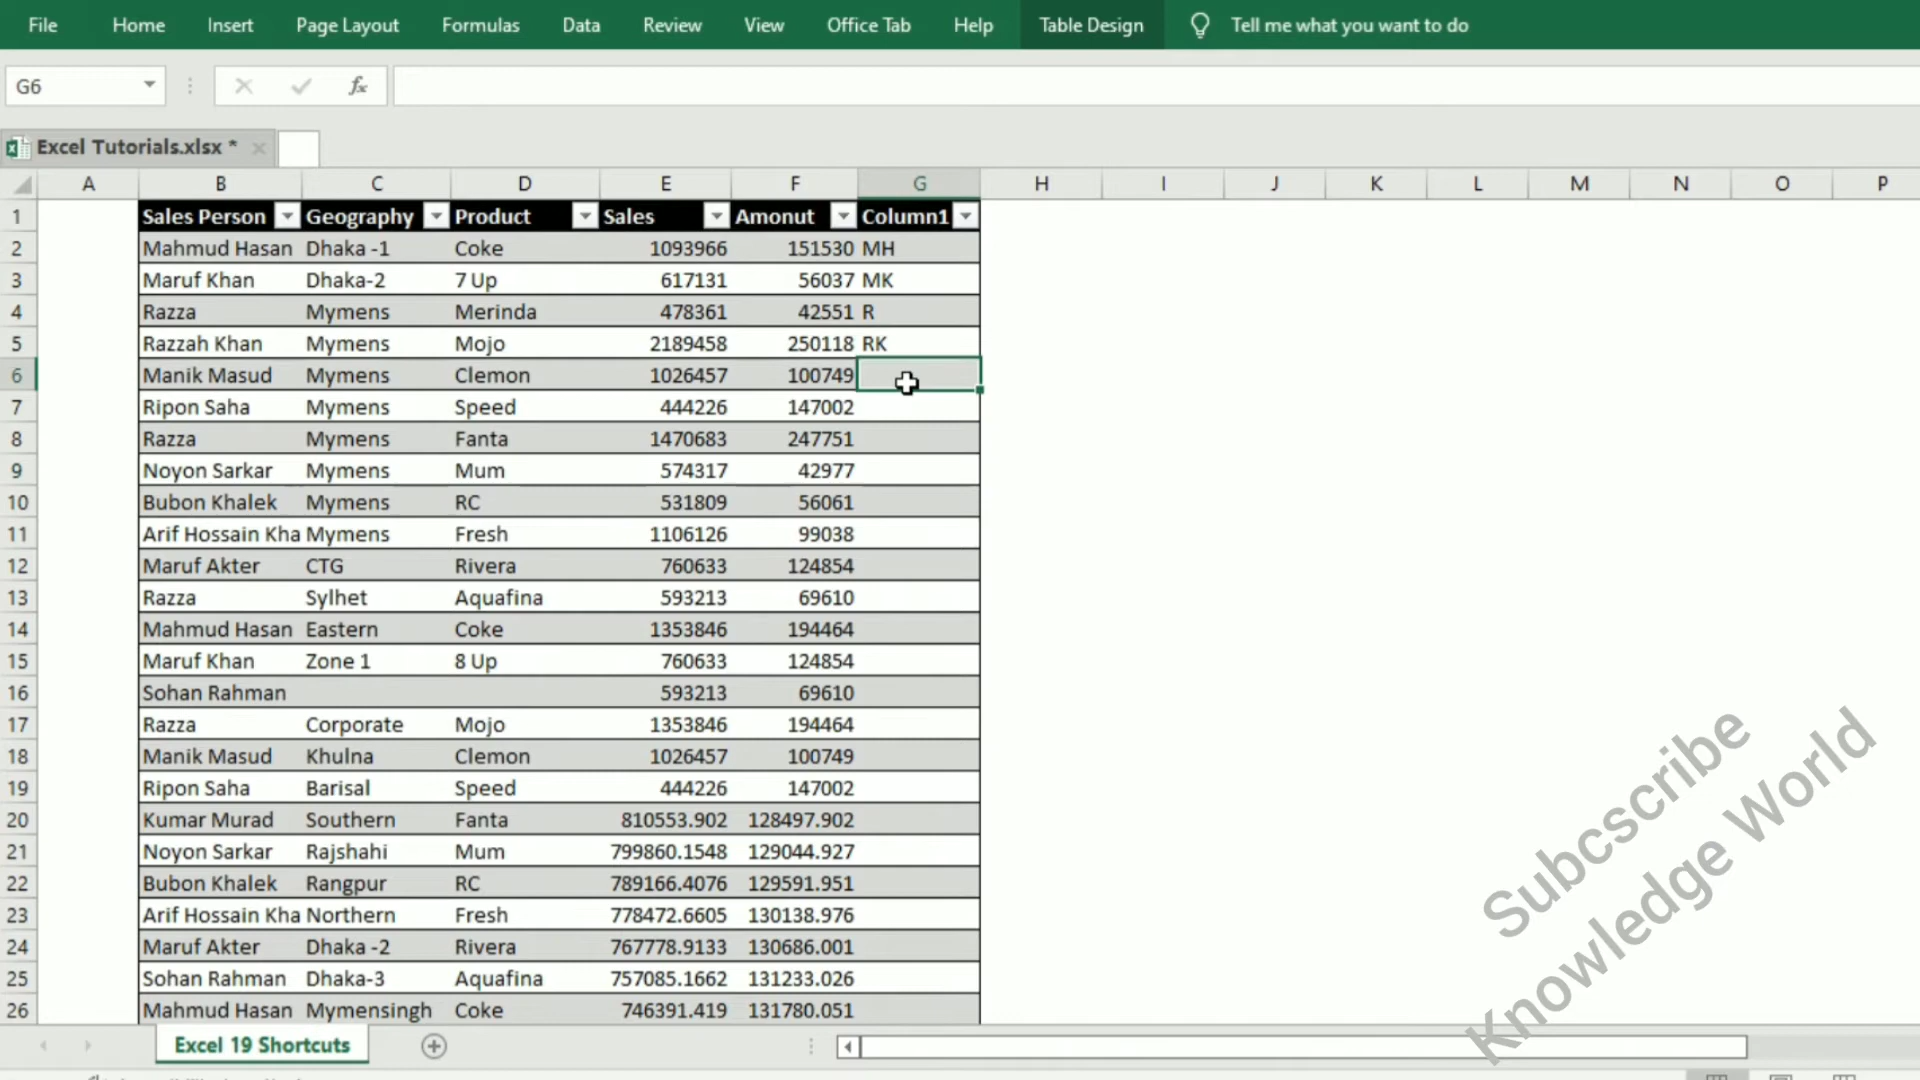 File Home Insert Page Layout Formulas Data Review View Office Tab Help Table Design Tell me what you want to do
G6 fx
Excel Tutorials.xlsx *
A B C D E F G H I J K L M N O P
1 Sales Person Geography Product Sales Amonut Column1
2 Mahmud Hasan Dhaka -1 Coke 1093966 151530 MH
3 Maruf Khan Dhaka-2 7 Up 617131 56037 MK
4 Razza Mymens Merinda 478361 42551 R
5 Razzah Khan Mymens Mojo 2189458 250118 RK
6 Manik Masud Mymens Clemon 1026457 100749
7 Ripon Saha Mymens Speed 444226 147002
8 Razza Mymens Fanta 1470683 247751
9 Noyon Sarkar Mymens Mum 574317 42977
10 Bubon Khalek Mymens RC 531809 56061
11 Arif Hossain Kha Mymens Fresh 1106126 99038
12 Maruf Akter CTG Rivera 760633 124854
13 Razza Sylhet Aquafina 593213 69610
14 Mahmud Hasan Eastern Coke 1353846 194464
15 Maruf Khan Zone 1 8 Up 760633 124854
16 Sohan Rahman 593213 69610
17 Razza Corporate Mojo 1353846 194464
18 Manik Masud Khulna Clemon 1026457 100749
19 Ripon Saha Barisal Speed 444226 147002
20 Kumar Murad Southern Fanta 810553.902 128497.902
21 Noyon Sarkar Rajshahi Mum 799860.1548 129044.927
22 Bubon Khalek Rangpur RC 789166.4076 129591.951
23 Arif Hossain Kha Northern Fresh 778472.6605 130138.976
24 Maruf Akter Dhaka -2 Rivera 767778.9133 130686.001
25 Sohan Rahman Dhaka-3 Aquafina 757085.1662 131233.026
26 Mahmud Hasan Mymensingh Coke 746391.419 131780.051
Subcscribe
Knowledge World
Excel 19 Shortcuts